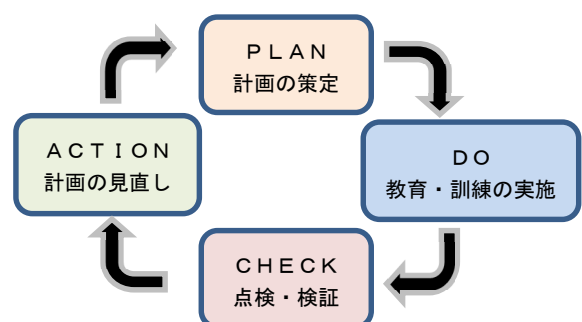 ＰＬＡＮ
計画の策定
ＤＯ
教育・訓練の実施
ＣＨＥＣＫ
点検・検証
ＡＣＴＩＯＮ
計画の見直し